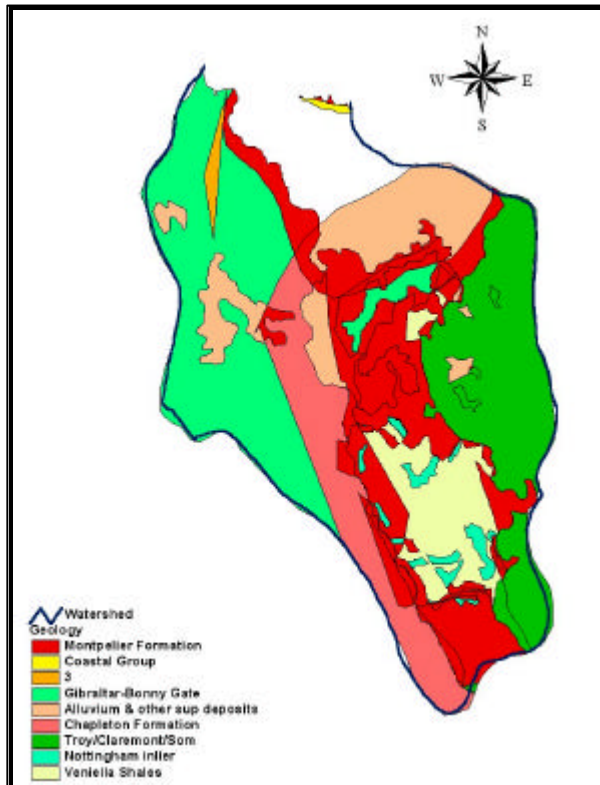 N
W E
S
Watershed
Geology
Montpelier Formation
Coastal Group
3
Gibraltar-Bonny Gate
Alluvium & other sup deposits
Chapleton Formation
Troy/Claremont/Som
Nottingham inlier
Veniella Shales